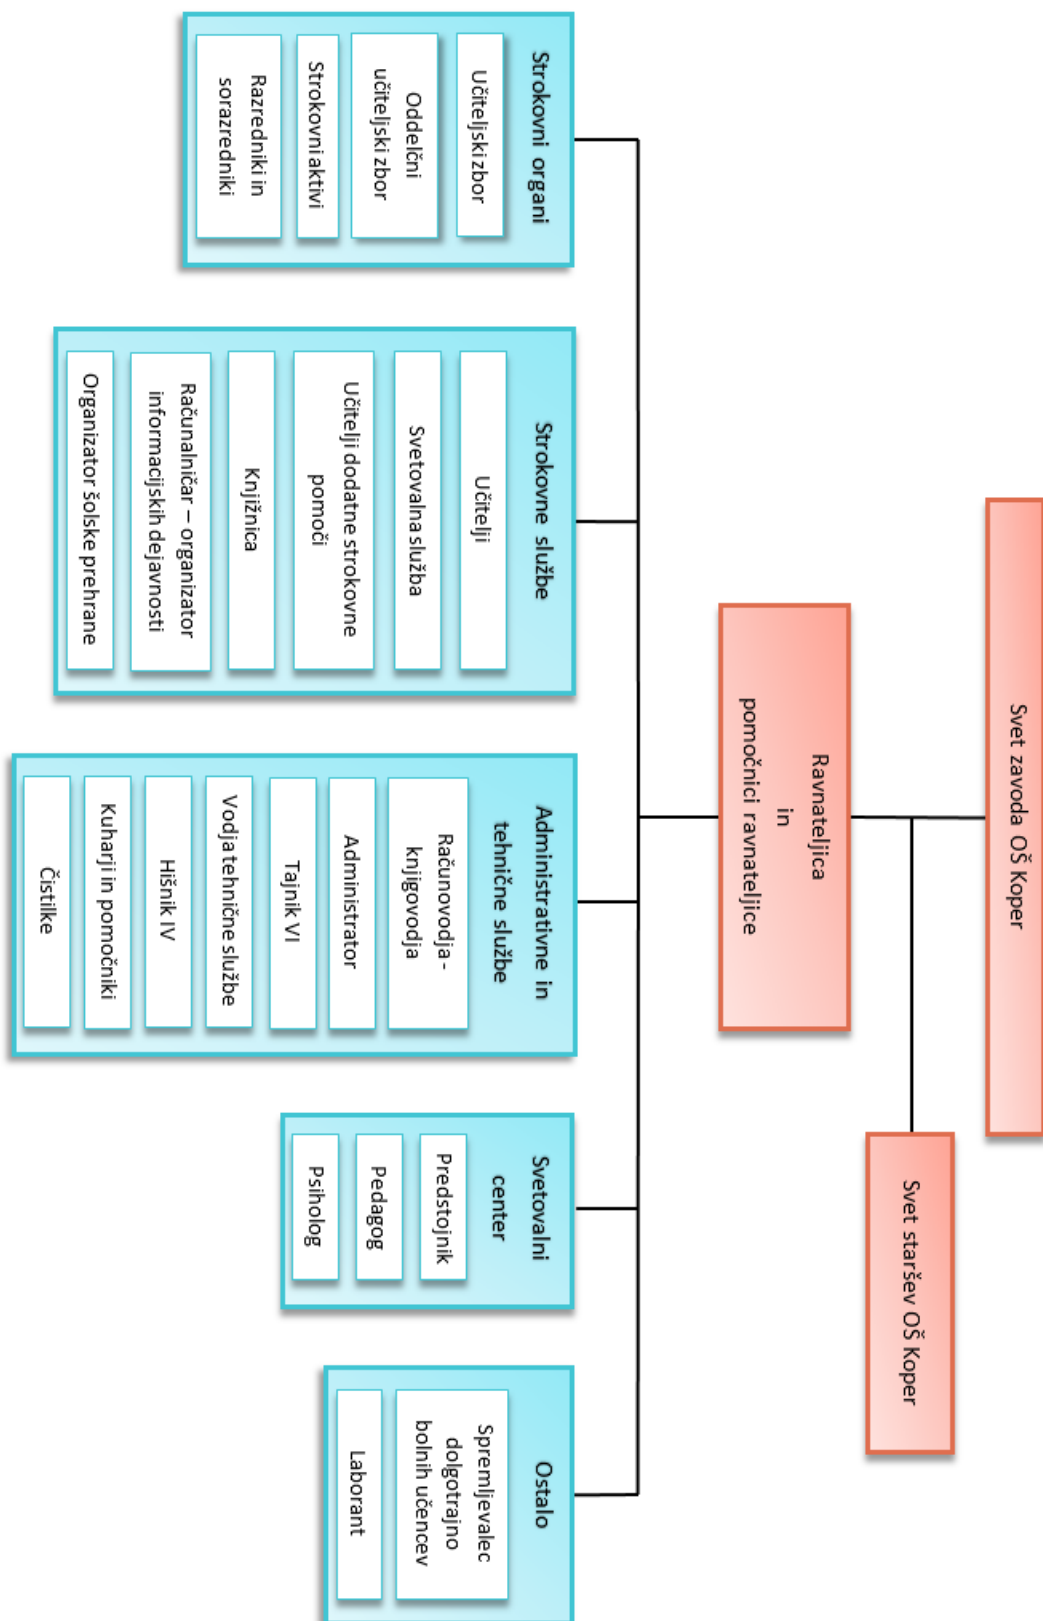 Svet zavoda OŠ Koper
Svet staršev OŠ Koper
Ravnateljica
in
pomočnici ravnateljice
Strokovni organi
Učiteljski zbor
Oddelčni
učiteljski zbor
Strokovni aktivi
Razredniki in
sorazredniki
Strokovne službe
Učitelji
Svetovalna služba
Učitelji dodatne strokovne
pomoči
Knjižnica
Računalničar – organizator
informacijskih dejavnosti
Organizator šolske prehrane
Administrativne in
tehnične službe
Računovodja -
knjigovodja
Administrator
Tajnik VI
Vodja tehnične službe
Hišnik IV
Kuharji in pomočniki
Čistilke
Svetovalni
center
Predstojnik
Pedagog
Psiholog
Ostalo
Spremljevalec
dolgotrajno
bolnih učencev
Laborant